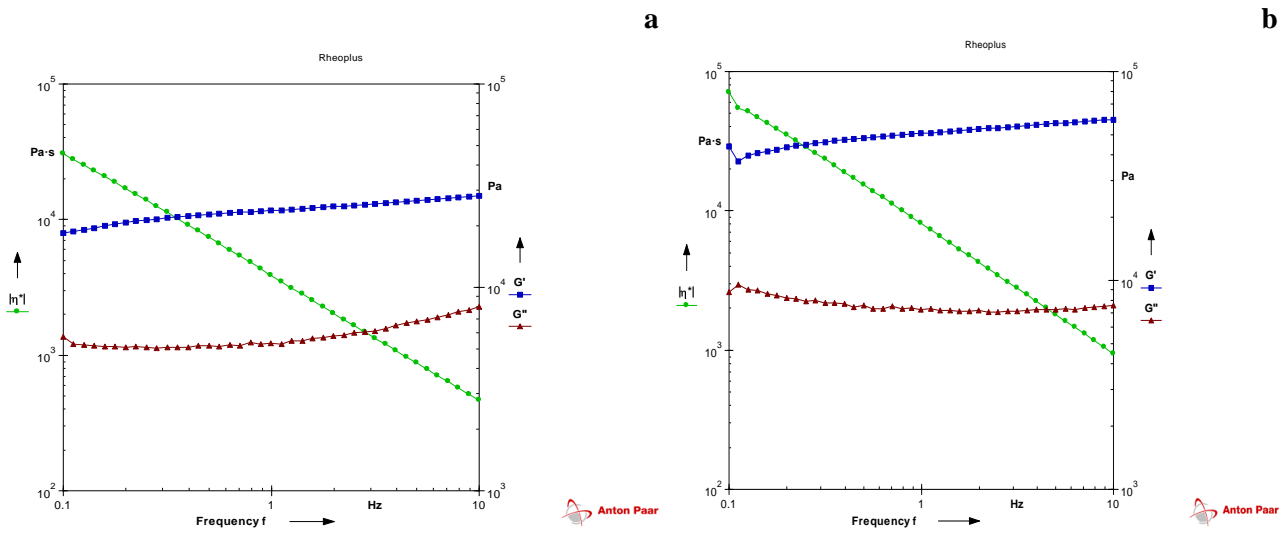 a
Rheoplus
10^5
10^5
Pa·s
Pa
10^4
10^4
G'
|η*|
G"
10^3
10^2
10^3
0.1
1
Hz
10
Frequency f
Anton Paar
b
Rheoplus
10^5
10^5
Pa·s
Pa
10^4
10^4
G'
|η*|
G"
10^3
10^2
10^3
0.1
1
Hz
10
Frequency f
Anton Paar